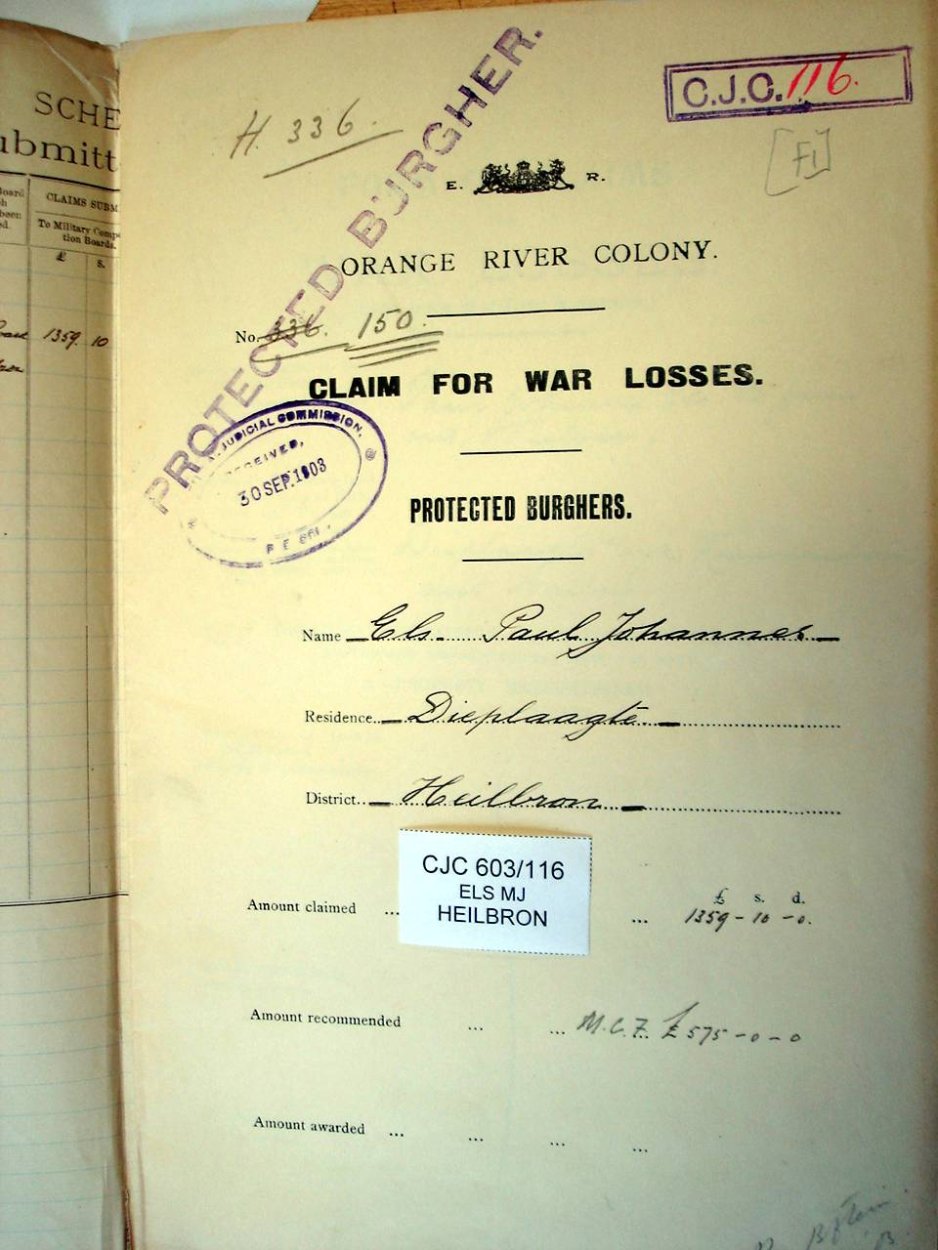 SCHE
ubmitt
CLAIMS SUBM
To Military Comp
tion Boards.
£ s.
1359 10
H. 336.
PROTECTED BURGHER.
C.J.C. 116.
[F1]
E. R.
ORANGE RIVER COLONY.
No. 336. 150.
CLAIM FOR WAR LOSSES.
JUDICIAL COMMISSION,
RECEIVED,
30 SEP. 1903
PROTECTED BURGHERS.
Name Els. Paul Johannes
Residence Dieplaagte
District Heilbron
CJC 603/116
ELS MJ
HEILBRON
£ s. d.
Amount claimed ... ... 1359 - 10 - 0.
Amount recommended ... ... M.C.Z. £ 575 - 0 - 0
Amount awarded ... ... ... ...